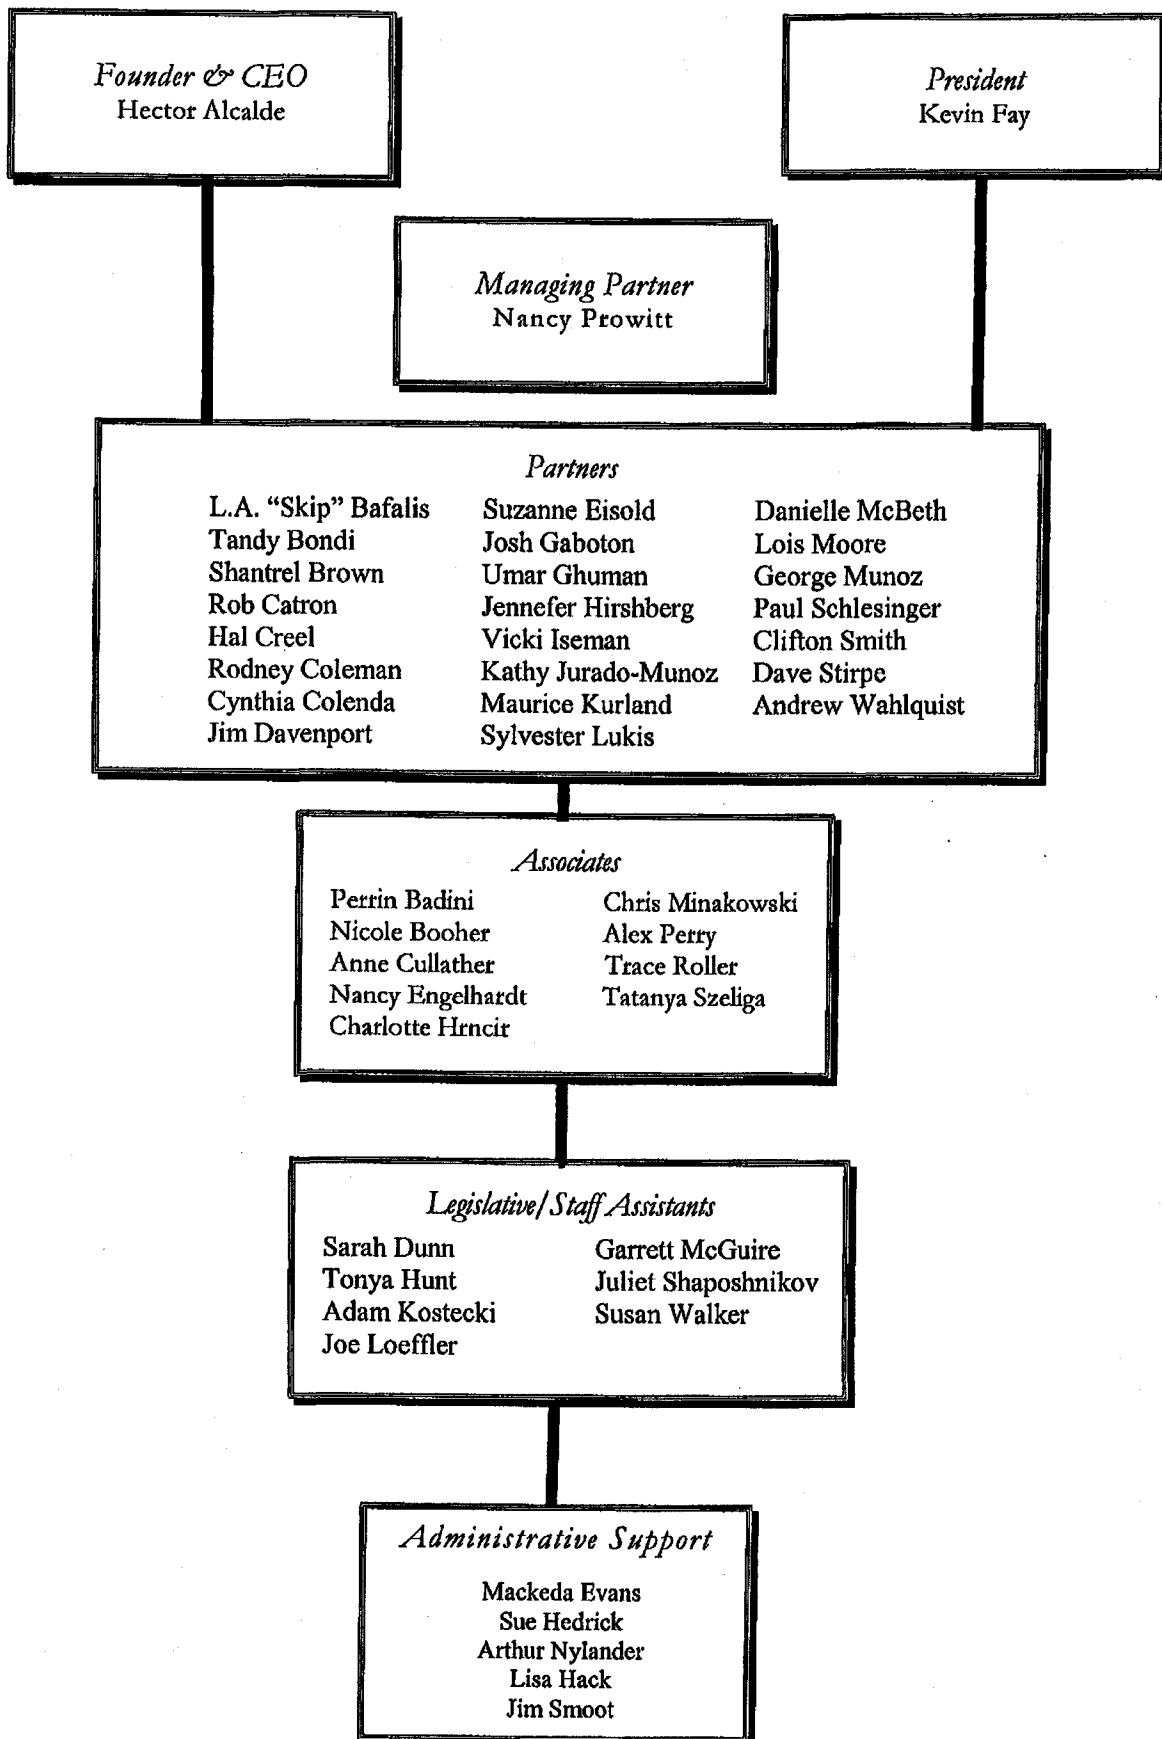 Founder & CEO
Hector Alcalde
President
Kevin Fay
Managing Partner
Nancy Prowitt
Partners
L.A. “Skip” Bafalis
Tandy Bondi
Shantrel Brown
Rob Catron
Hal Creel
Rodney Coleman
Cynthia Colenda
Jim Davenport
Suzanne Eisold
Josh Gaboton
Umar Ghuman
Jennefer Hirshberg
Vicki Iseman
Kathy Jurado-Munoz
Maurice Kurland
Sylvester Lukis
Danielle McBeth
Lois Moore
George Munoz
Paul Schlesinger
Clifton Smith
Dave Stirpe
Andrew Wahlquist
Associates
Perrin Badini
Nicole Booher
Anne Cullather
Nancy Engelhardt
Charlotte Hrncir
Chris Minakowski
Alex Perry
Trace Roller
Tatanya Szeliga
Legislative/Staff Assistants
Sarah Dunn
Tonya Hunt
Adam Kostecki
Joe Loeffler
Garrett McGuire
Juliet Shaposhnikov
Susan Walker
Administrative Support
Mackeda Evans
Sue Hedrick
Arthur Nylander
Lisa Hack
Jim Smoot